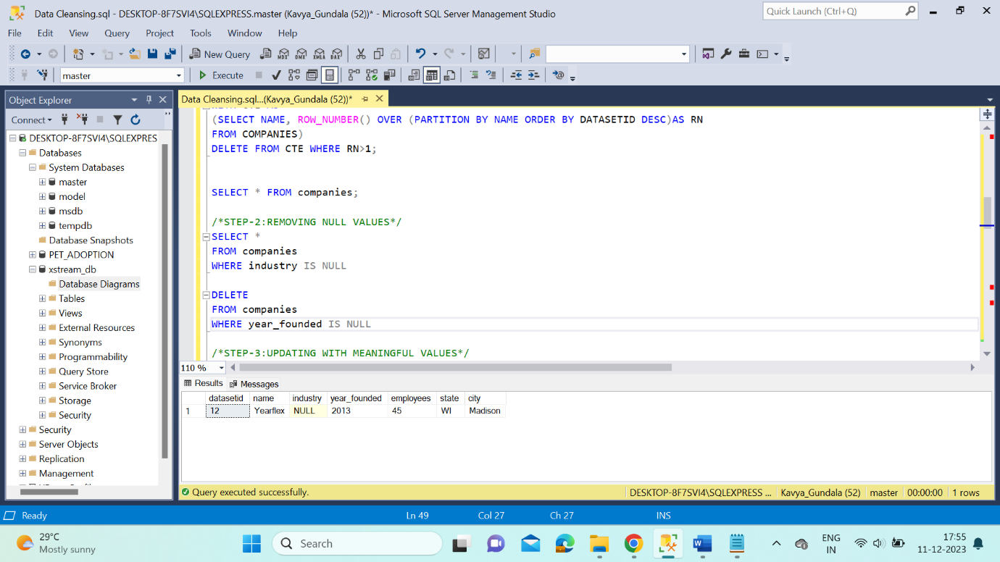 Data Cleansing.sql - DESKTOP-8F7SVI4\SQLEXPRESS.master (Kavya_Gundala (52))* - Microsoft SQL Server Management Studio
Quick Launch (Ctrl+Q)
File Edit View Query Project Tools Window Help
New Query MDX DMX XMLA DAX
master Execute
Object Explorer
Data Cleansing.sql...(Kavya_Gundala (52))*
Connect
DESKTOP-8F7SVI4\SQLEXPRES
Databases
System Databases
master
model
msdb
tempdb
Database Snapshots
PET_ADOPTION
xstream_db
Database Diagrams
Tables
Views
External Resources
Synonyms
Programmability
Query Store
Service Broker
Storage
Security
Security
Server Objects
Replication
Management
(SELECT NAME, ROW_NUMBER() OVER (PARTITION BY NAME ORDER BY DATASETID DESC)AS RN
FROM COMPANIES)
DELETE FROM CTE WHERE RN>1;
SELECT * FROM companies;
/*STEP-2:REMOVING NULL VALUES*/
SELECT *
FROM companies
WHERE industry IS NULL
DELETE
FROM companies
WHERE year_founded IS NULL
/*STEP-3:UPDATING WITH MEANINGFUL VALUES*/
110 %
Results Messages
datasetid name industry year_founded employees state city
1 12 Yearflex NULL 2013 45 WI Madison
Query executed successfully. DESKTOP-8F7SVI4\SQLEXPRESS ... Kavya_Gundala (52) master 00:00:00 1 rows
Ready Ln 49 Col 27 Ch 27 INS
29°C
Mostly sunny
Search
ENG
IN
17:55
11-12-2023